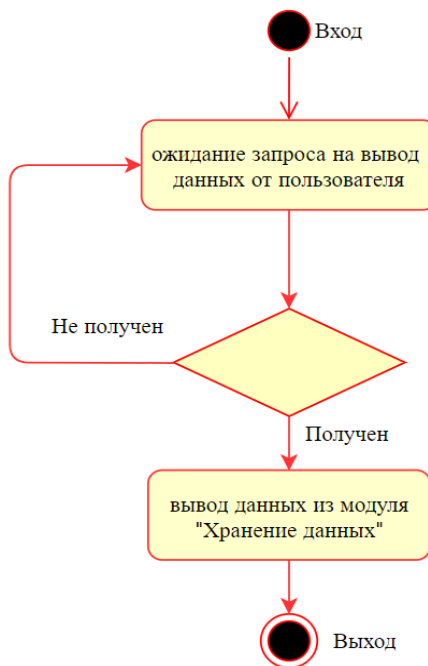 Вход
ожидание запроса на вывод
данных от пользователя
Не получен
Получен
вывод данных из модуля
"Хранение данных"
Выход